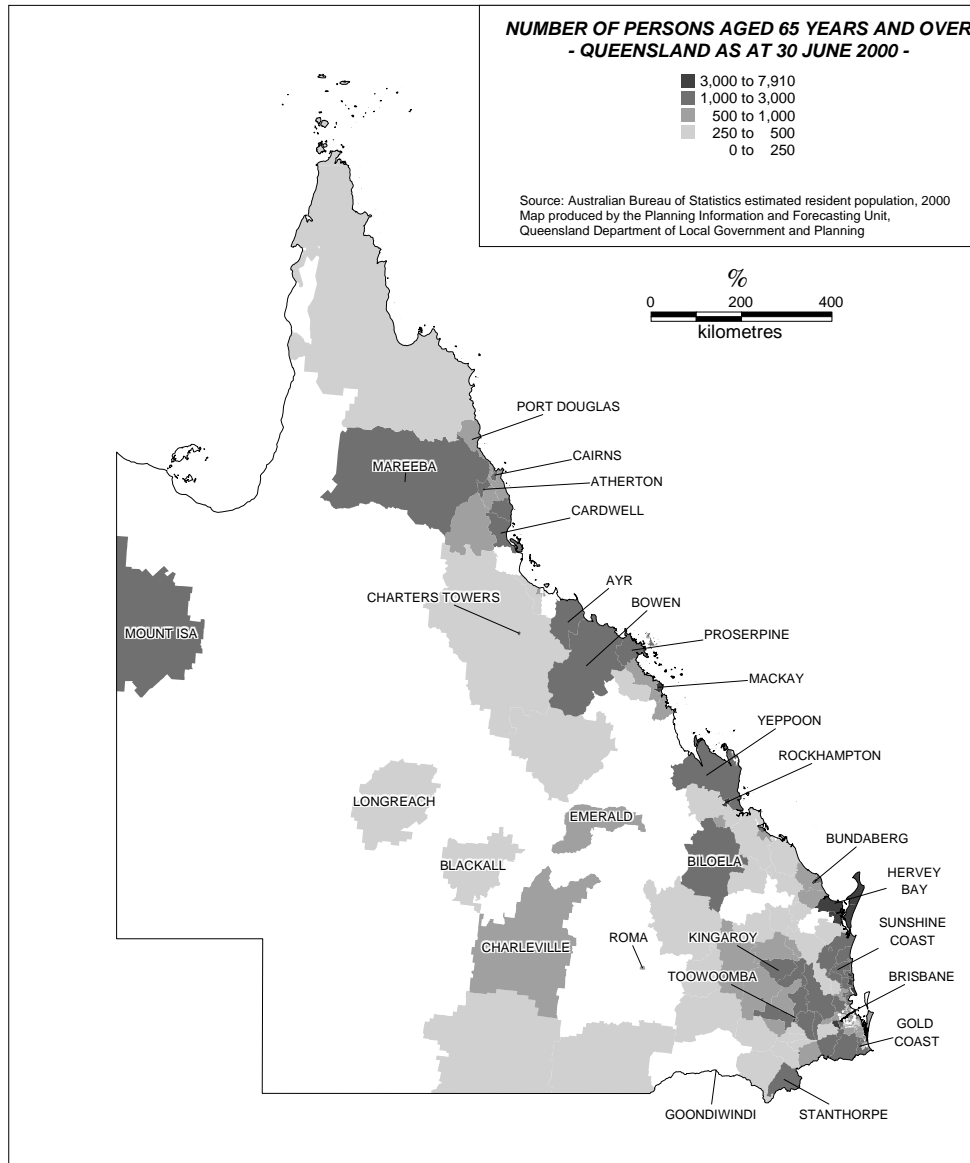 NUMBER OF PERSONS AGED 65 YEARS AND OVER
- QUEENSLAND AS AT 30 JUNE 2000 -
3,000 to 7,910
1,000 to 3,000
500 to 1,000
250 to 500
0 to 250
Source: Australian Bureau of Statistics estimated resident population, 2000
Map produced by the Planning Information and Forecasting Unit,
Queensland Department of Local Government and Planning
%
0 200 400
kilometres
PORT DOUGLAS
CAIRNS
MAREEBA
ATHERTON
CARDWELL
AYR
CHARTERS TOWERS
BOWEN
MOUNT ISA
PROSERPINE
MACKAY
YEPPOON
ROCKHAMPTON
LONGREACH
EMERALD
BUNDABERG
BLACKALL
BILOELA
HERVEY
BAY
SUNSHINE
COAST
CHARLEVILLE
ROMA
KINGAROY
TOOWOOMBA
BRISBANE
GOLD
COAST
GOONDIWINDI
STANTHORPE